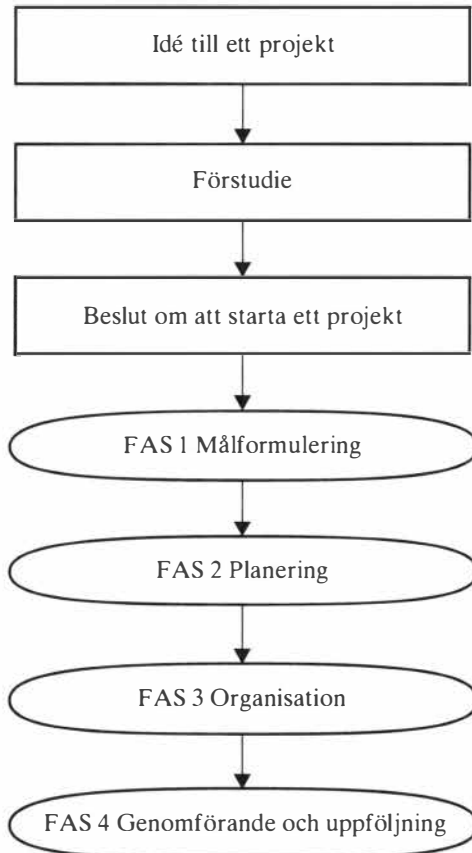 Idé till ett projekt
Förstudie
Beslut om att starta ett projekt
FAS 1 Målformulering
FAS 2 Planering
FAS 3 Organisation
FAS 4 Genomförande och uppföljning